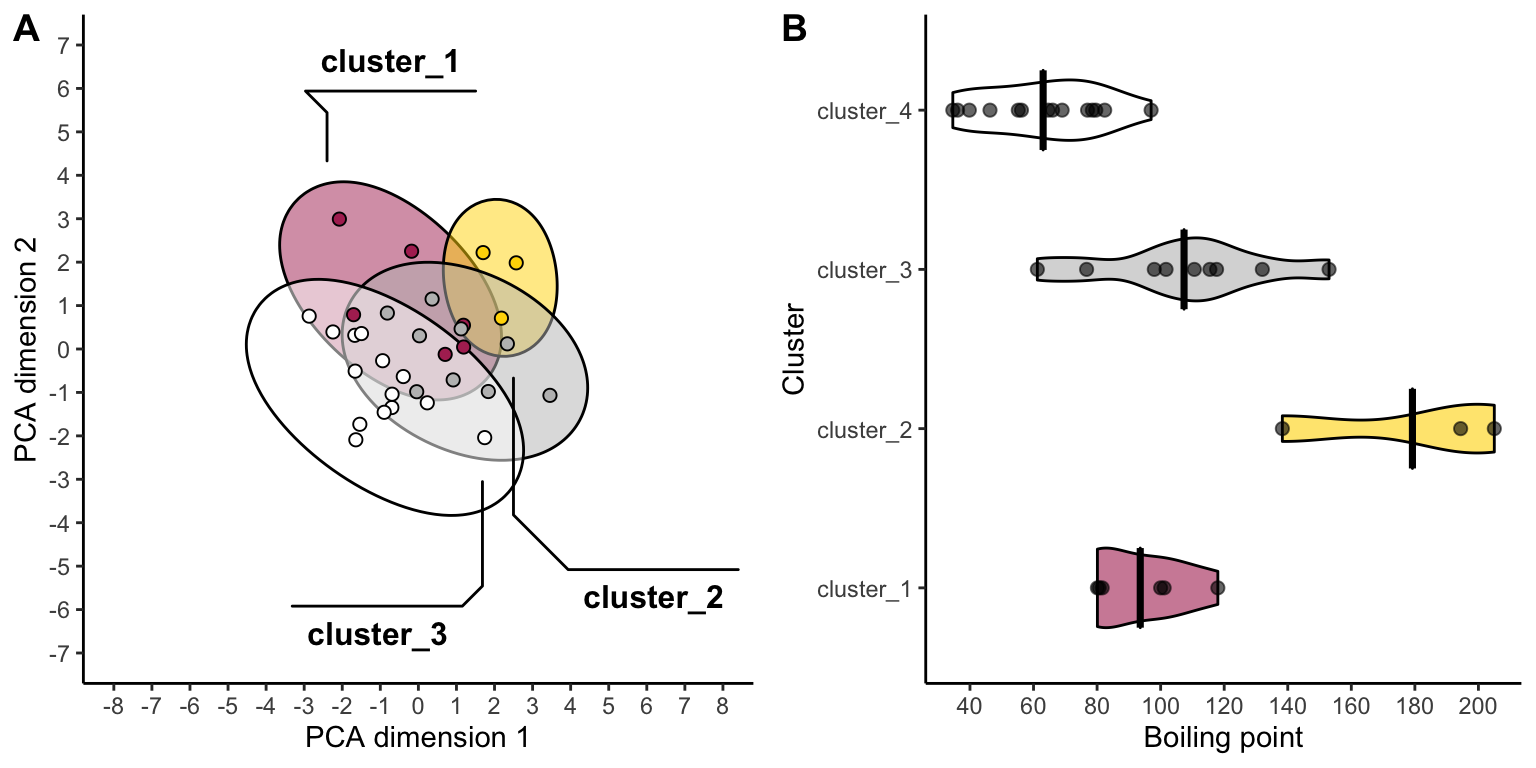 A
cluster_1
7
6
5
4
3
2
1
0
-1
-2
-3
-4
-5
-6
-7
PCA dimension 2
cluster_2
cluster_3
-8 -7 -6 -5 -4 -3 -2 -1 0 1 2 3 4 5 6 7 8
PCA dimension 1
B
Cluster
cluster_4
cluster_3
cluster_2
cluster_1
40 60 80 100 120 140 160 180 200
Boiling point